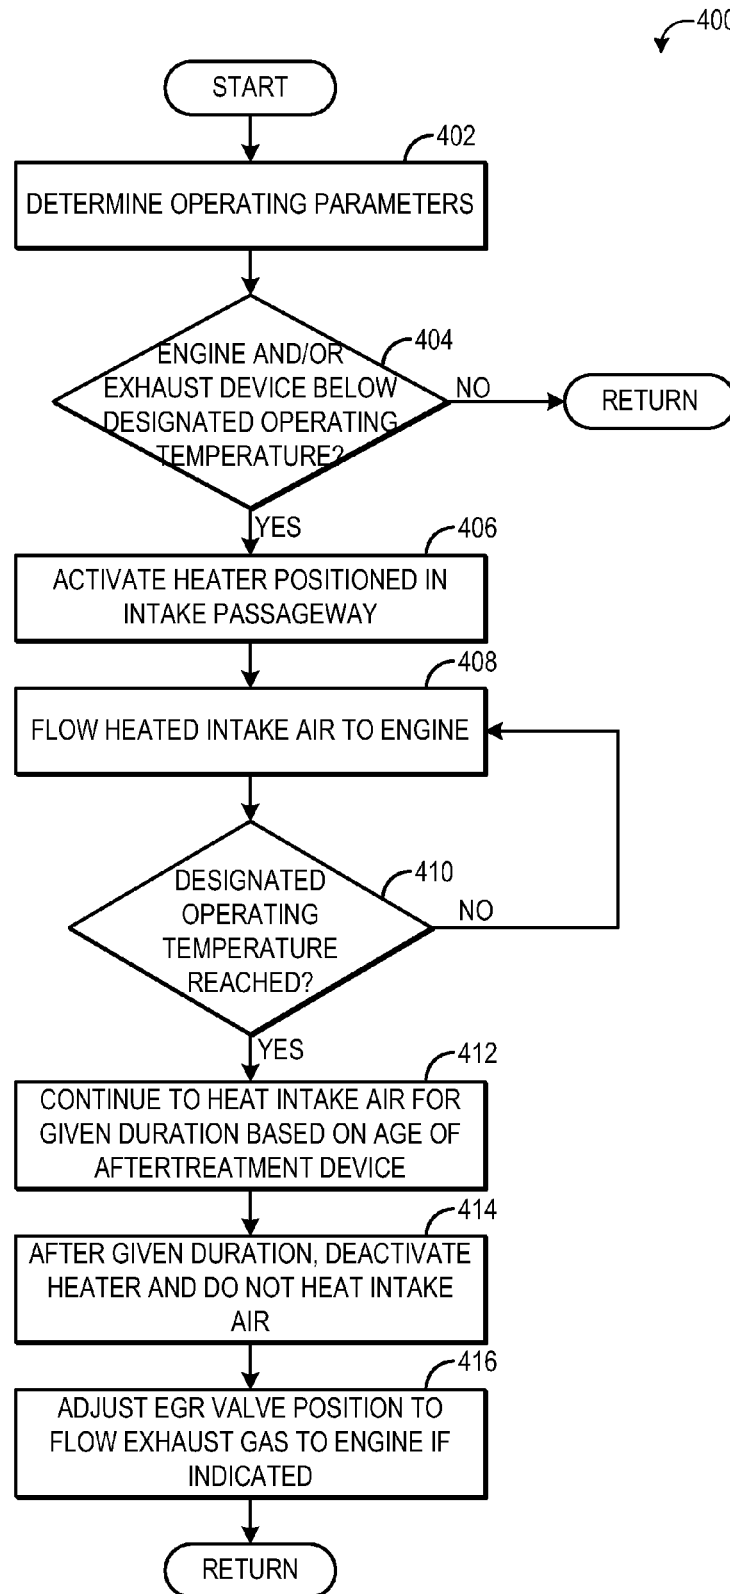 400
START
402
DETERMINE OPERATING PARAMETERS
404
ENGINE AND/OR
EXHAUST DEVICE BELOW
DESIGNATED OPERATING
TEMPERATURE?
NO
RETURN
YES
406
ACTIVATE HEATER POSITIONED IN
INTAKE PASSAGEWAY
408
FLOW HEATED INTAKE AIR TO ENGINE
410
DESIGNATED
OPERATING
TEMPERATURE
REACHED?
NO
YES
412
CONTINUE TO HEAT INTAKE AIR FOR
GIVEN DURATION BASED ON AGE OF
AFTERTREATMENT DEVICE
414
AFTER GIVEN DURATION, DEACTIVATE
HEATER AND DO NOT HEAT INTAKE
AIR
416
ADJUST EGR VALVE POSITION TO
FLOW EXHAUST GAS TO ENGINE IF
INDICATED
RETURN